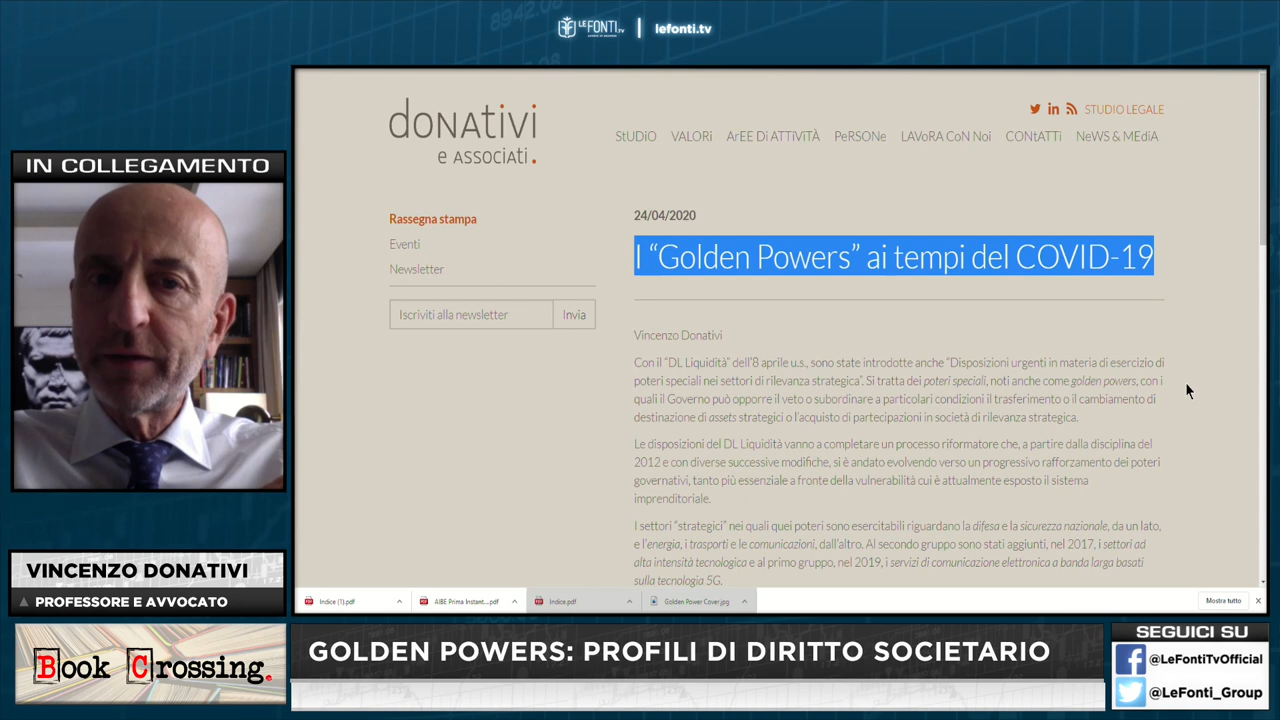 LE FONTI.TV
lefonti.tv
IN COLLEGAMENTO
donativi
e associati.
STUDIO LEGALE
StUDiO VALORi ArEE Di ATTIVITÀ PeRSONe LAVoRA CoN Noi CONtATTi NeWS & MEdiA
Rassegna stampa
Eventi
Newsletter
Iscriviti alla newsletter Invia
24/04/2020
I “Golden Powers” ai tempi del COVID-19
Vincenzo Donativi
Con il “DL Liquidità” dell'8 aprile u.s., sono state introdotte anche “Disposizioni urgenti in materia di esercizio di
poteri speciali nei settori di rilevanza strategica”. Si tratta dei poteri speciali, noti anche come golden powers, con i
quali il Governo può opporre il veto o subordinare a particolari condizioni il trasferimento o il cambiamento di
destinazione di assets strategici o l'acquisto di partecipazioni in società di rilevanza strategica.
Le disposizioni del DL Liquidità vanno a completare un processo riformatore che, a partire dalla disciplina del
2012 e con diverse successive modifiche, si è andato evolvendo verso un progressivo rafforzamento dei poteri
governativi, tanto più essenziale a fronte della vulnerabilità cui è attualmente esposto il sistema
imprenditoriale.
I settori “strategici” nei quali quei poteri sono esercitabili riguardano la difesa e la sicurezza nazionale, da un lato,
e l'energia, i trasporti e le comunicazioni, dall'altro. Al secondo gruppo sono stati aggiunti, nel 2017, i settori ad
alta intensità tecnologica e al primo gruppo, nel 2019, i servizi di comunicazione elettronica a banda larga basati
sulla tecnologia 5G.
Indice (1).pdf AIBE Prima Instant....pdf Indice.pdf Golden Power Cover.jpg Mostra tutto
VINCENZO DONATIVI
PROFESSORE E AVVOCATO
Book Crossing.
GOLDEN POWERS: PROFILI DI DIRITTO SOCIETARIO
SEGUICI SU
@LeFontiTvOfficial
@LeFonti_Group